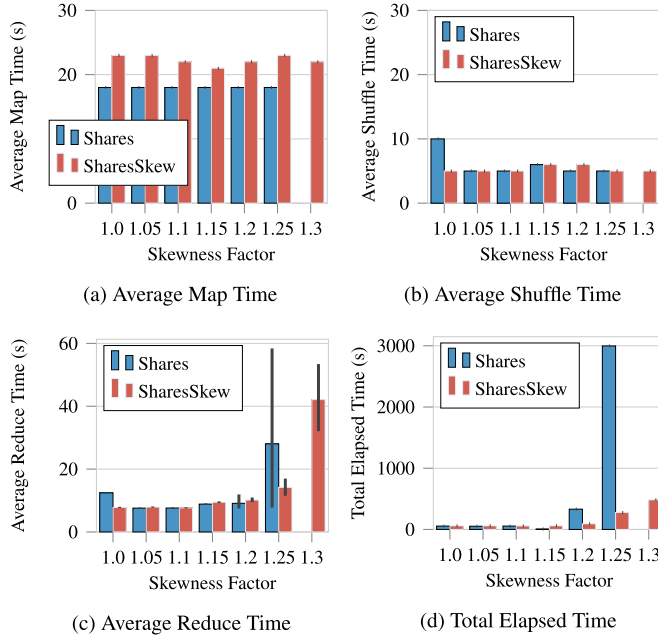 Average Map Time (s)
30
20
10
0
Shares
SharesSkew
1.0 1.05 1.1 1.15 1.2 1.25 1.3
Skewness Factor
(a) Average Map Time
Average Shuffle Time (s)
30
20
10
0
Shares
SharesSkew
1.0 1.05 1.1 1.15 1.2 1.25 1.3
Skewness Factor
(b) Average Shuffle Time
Average Reduce Time (s)
60
40
20
0
Shares
SharesSkew
1.0 1.05 1.1 1.15 1.2 1.25 1.3
Skewness Factor
(c) Average Reduce Time
Total Elapsed Time (s)
3000
2000
1000
0
Shares
SharesSkew
1.0 1.05 1.1 1.15 1.2 1.25 1.3
Skewness Factor
(d) Total Elapsed Time